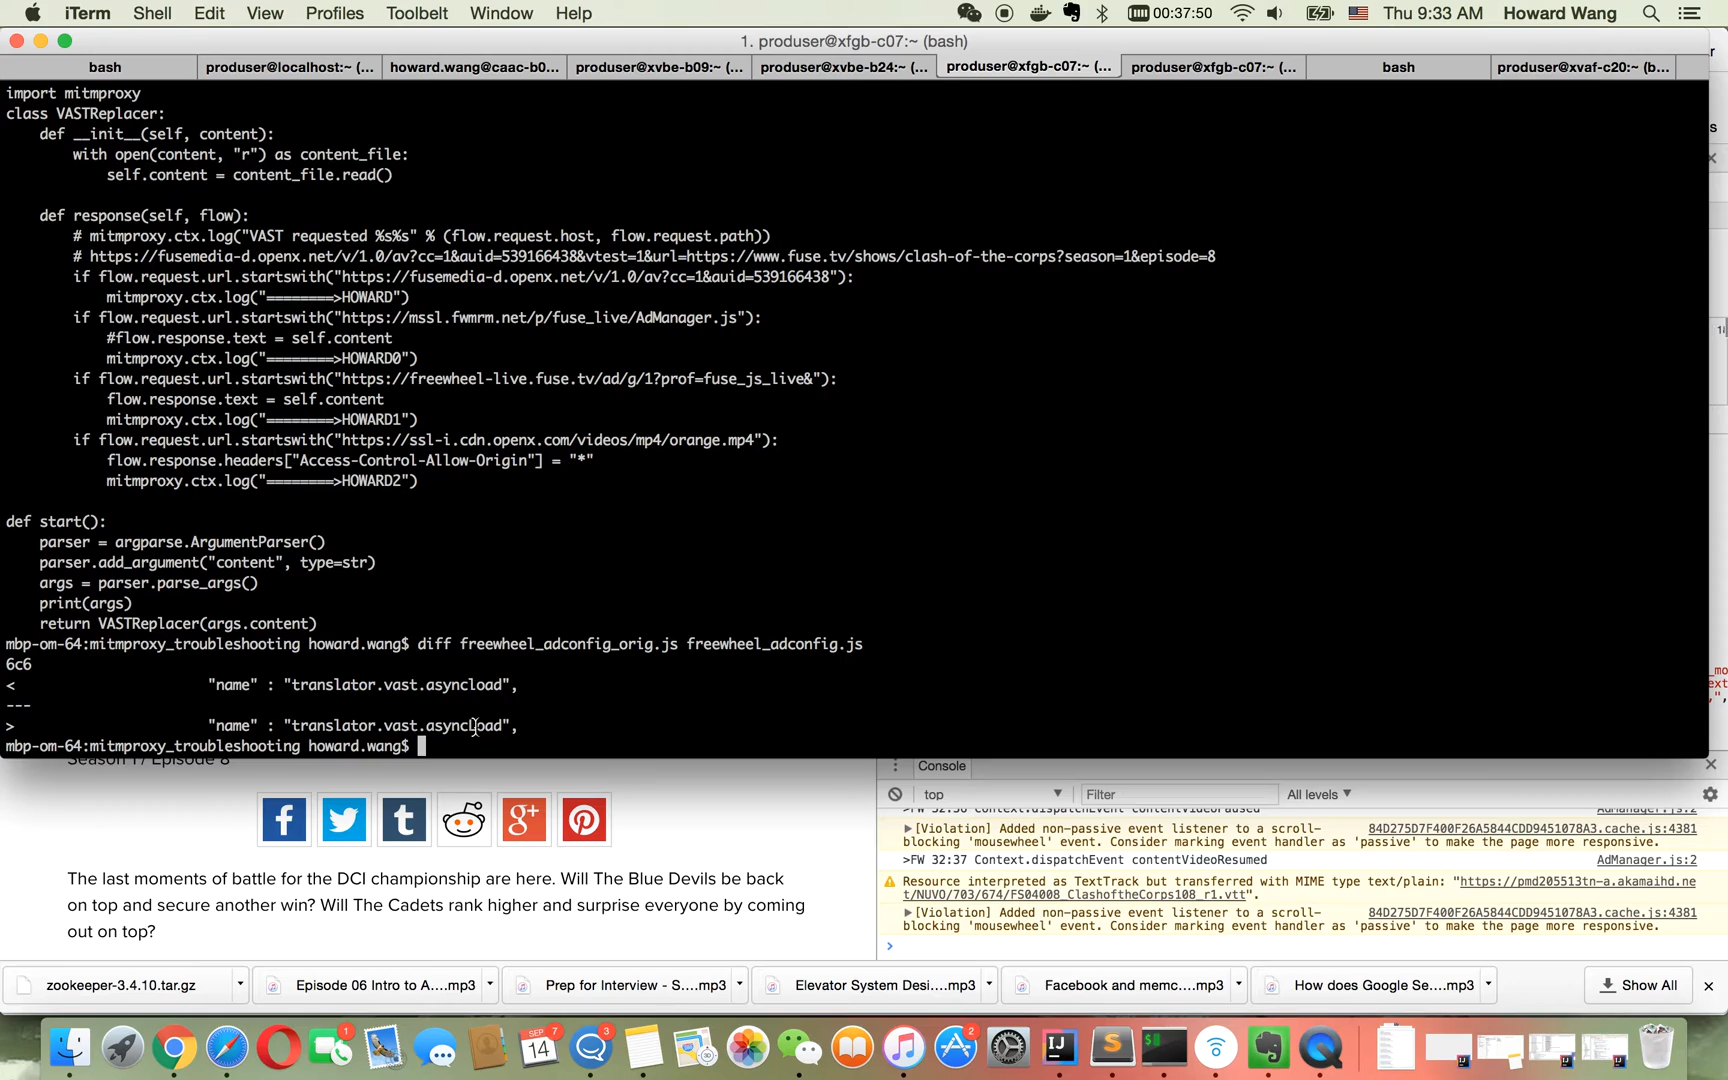 iTerm Shell Edit View Profiles Toolbelt Window Help 00:37:50 Thu 9:33 AM Howard Wang
1. produser@xfgb-c07:~ (bash)
bash produser@localhost:~ (... howard.wang@caac-b0... produser@xvbe-b09:~ (... produser@xvbe-b24:~ (... produser@xfgb-c07:~ (... produser@xfgb-c07:~ (... bash produser@xvaf-c20:~ (b...
import mitmproxy
class VASTReplacer:
    def __init__(self, content):
        with open(content, "r") as content_file:
            self.content = content_file.read()
    def response(self, flow):
        # mitmproxy.ctx.log("VAST requested %s%s" % (flow.request.host, flow.request.path))
        # https://fusemedia-d.openx.net/v/1.0/av?cc=1&auid=539166438&vtest=1&url=https://www.fuse.tv/shows/clash-of-the-corps?season=1&episode=8
        if flow.request.url.startswith("https://fusemedia-d.openx.net/v/1.0/av?cc=1&auid=539166438"):
            mitmproxy.ctx.log("========>HOWARD")
        if flow.request.url.startswith("https://mssl.fwmrm.net/p/fuse_live/AdManager.js"):
            #flow.response.text = self.content
            mitmproxy.ctx.log("========>HOWARD0")
        if flow.request.url.startswith("https://freewheel-live.fuse.tv/ad/g/1?prof=fuse_js_live&"):
            flow.response.text = self.content
            mitmproxy.ctx.log("========>HOWARD1")
        if flow.request.url.startswith("https://ssl-i.cdn.openx.com/videos/mp4/orange.mp4"):
            flow.response.headers["Access-Control-Allow-Origin"] = "*"
            mitmproxy.ctx.log("========>HOWARD2")
def start():
    parser = argparse.ArgumentParser()
    parser.add_argument("content", type=str)
    args = parser.parse_args()
    print(args)
    return VASTReplacer(args.content)
mbp-om-64:mitmproxy_troubleshooting howard.wang$ diff freewheel_adconfig_orig.js freewheel_adconfig.js
6c6
< "name" : "translator.vast.asyncload",
---
> "name" : "translator.vast.asyncload",
mbp-om-64:mitmproxy_troubleshooting howard.wang$
Season 1 / Episode 8
The last moments of battle for the DCI championship are here. Will The Blue Devils be back
on top and secure another win? Will The Cadets rank higher and surprise everyone by coming
out on top?
Console
top Filter All levels
>FW 32:36 Context.dispatchEvent contentVideoPaused AdManager.js:2
[Violation] Added non-passive event listener to a scroll- 84D275D7F400F26A5844CDD9451078A3.cache.js:4381
blocking 'mousewheel' event. Consider marking event handler as 'passive' to make the page more responsive.
>FW 32:37 Context.dispatchEvent contentVideoResumed AdManager.js:2
Resource interpreted as TextTrack but transferred with MIME type text/plain: "https://pmd205513tn-a.akamaihd.ne
t/NUVO/703/674/FS04008_ClashoftheCorps108_r1.vtt".
[Violation] Added non-passive event listener to a scroll- 84D275D7F400F26A5844CDD9451078A3.cache.js:4381
blocking 'mousewheel' event. Consider marking event handler as 'passive' to make the page more responsive.
>
zookeeper-3.4.10.tar.gz Episode 06 Intro to A....mp3 Prep for Interview - S....mp3 Elevator System Desi....mp3 Facebook and memc....mp3 How does Google Se....mp3 Show All
1 SEP 14 7 3 2